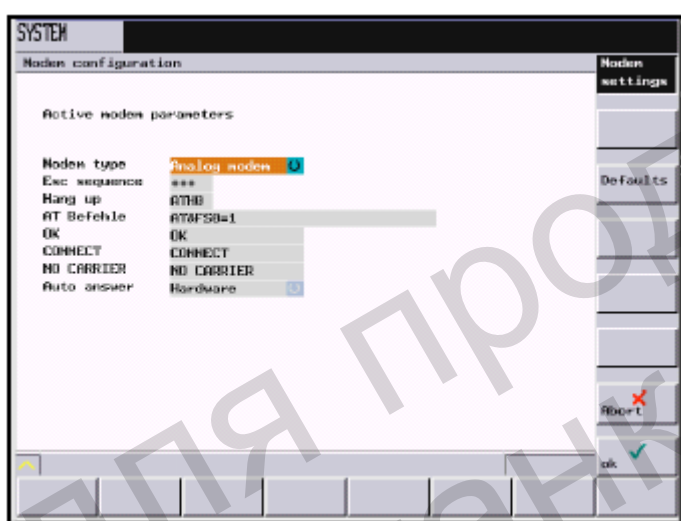 SYSTEM
Modem configuration
Modem settings
Active modem parameters
Modem type Analog modem
Esc sequence +++
Defaults
Hang up ATH0
AT Befehle AT&FS0=1
OK OK
CONNECT CONNECT
NO CARRIER NO CARRIER
Auto answer Hardware
Abort
ok